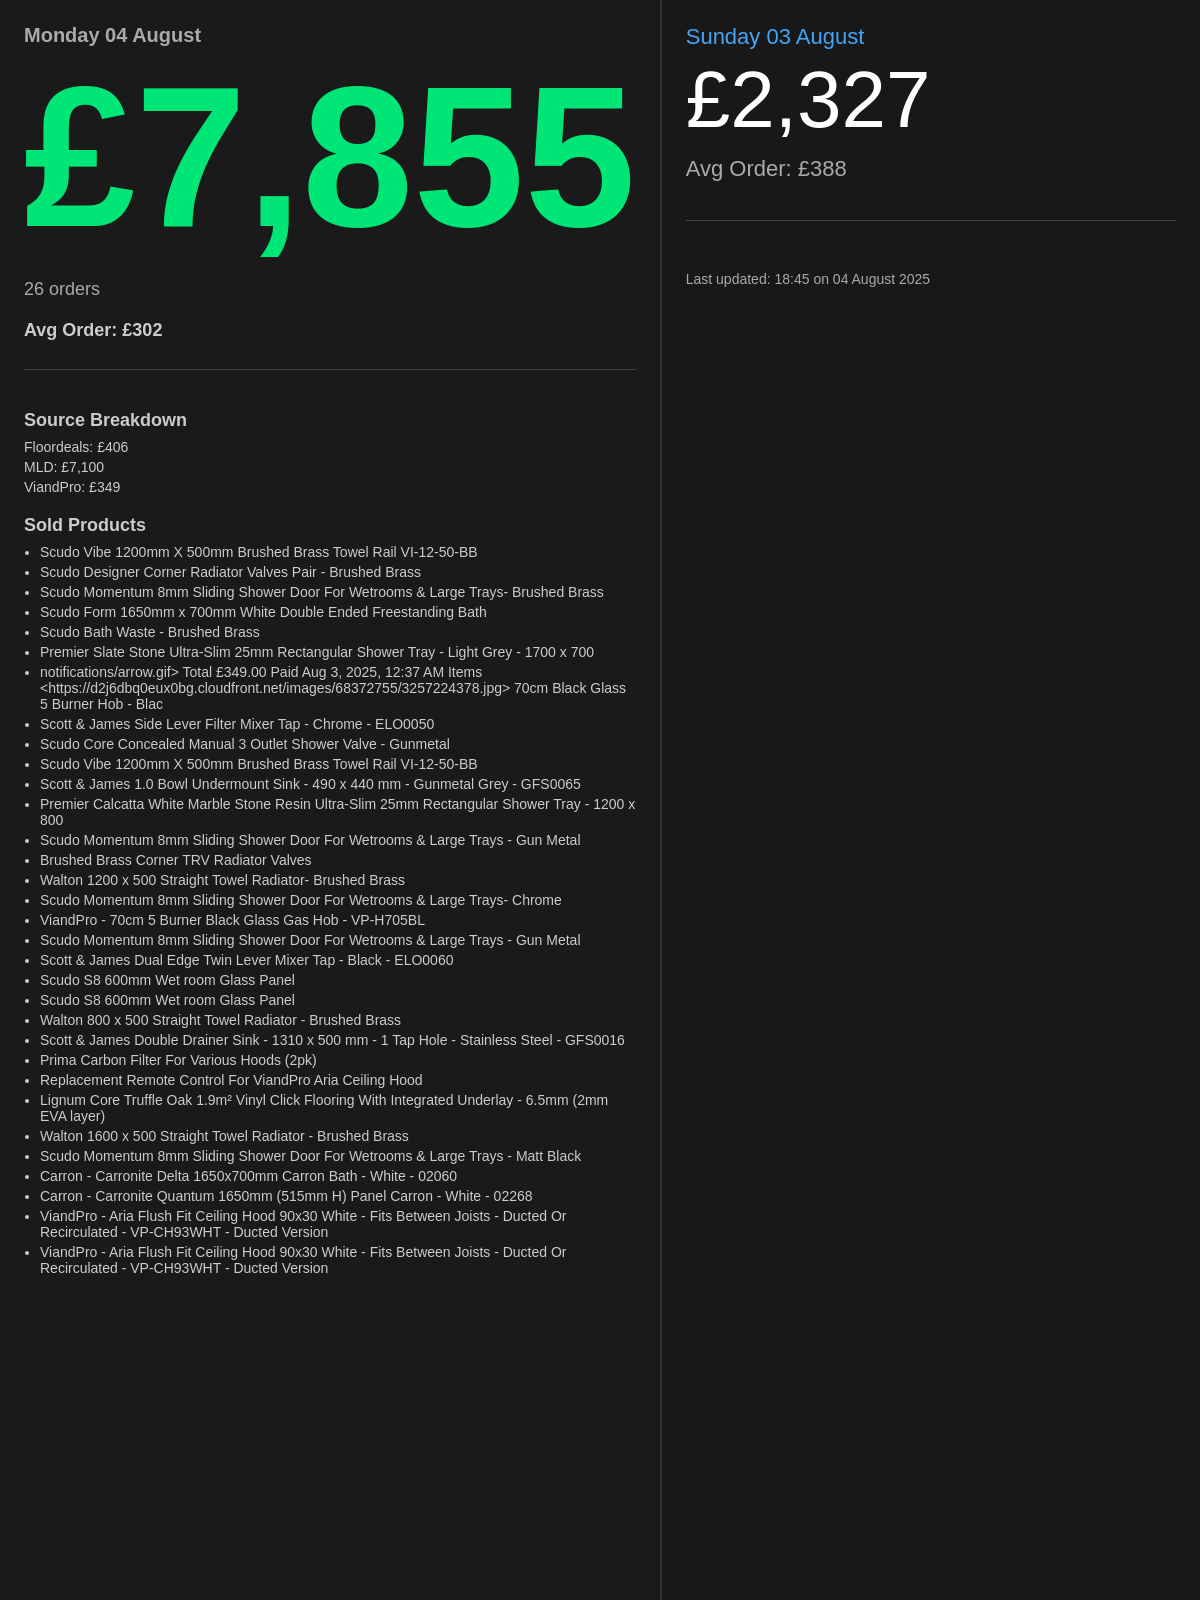 Monday 04 August
£7,855
26 orders
Avg Order: £302
Source Breakdown
Floordeals: £406
MLD: £7,100
ViandPro: £349
Sold Products
• Scudo Vibe 1200mm X 500mm Brushed Brass Towel Rail VI-12-50-BB
• Scudo Designer Corner Radiator Valves Pair - Brushed Brass
• Scudo Momentum 8mm Sliding Shower Door For Wetrooms & Large Trays- Brushed Brass
• Scudo Form 1650mm x 700mm White Double Ended Freestanding Bath
• Scudo Bath Waste - Brushed Brass
• Premier Slate Stone Ultra-Slim 25mm Rectangular Shower Tray - Light Grey - 1700 x 700
• notifications/arrow.gif> Total £349.00 Paid Aug 3, 2025, 12:37 AM Items
<https://d2j6dbq0eux0bg.cloudfront.net/images/68372755/3257224378.jpg> 70cm Black Glass
5 Burner Hob - Blac
• Scott & James Side Lever Filter Mixer Tap - Chrome - ELO0050
• Scudo Core Concealed Manual 3 Outlet Shower Valve - Gunmetal
• Scudo Vibe 1200mm X 500mm Brushed Brass Towel Rail VI-12-50-BB
• Scott & James 1.0 Bowl Undermount Sink - 490 x 440 mm - Gunmetal Grey - GFS0065
• Premier Calcatta White Marble Stone Resin Ultra-Slim 25mm Rectangular Shower Tray - 1200 x
800
• Scudo Momentum 8mm Sliding Shower Door For Wetrooms & Large Trays - Gun Metal
• Brushed Brass Corner TRV Radiator Valves
• Walton 1200 x 500 Straight Towel Radiator- Brushed Brass
• Scudo Momentum 8mm Sliding Shower Door For Wetrooms & Large Trays- Chrome
• ViandPro - 70cm 5 Burner Black Glass Gas Hob - VP-H705BL
• Scudo Momentum 8mm Sliding Shower Door For Wetrooms & Large Trays - Gun Metal
• Scott & James Dual Edge Twin Lever Mixer Tap - Black - ELO0060
• Scudo S8 600mm Wet room Glass Panel
• Scudo S8 600mm Wet room Glass Panel
• Walton 800 x 500 Straight Towel Radiator - Brushed Brass
• Scott & James Double Drainer Sink - 1310 x 500 mm - 1 Tap Hole - Stainless Steel - GFS0016
• Prima Carbon Filter For Various Hoods (2pk)
• Replacement Remote Control For ViandPro Aria Ceiling Hood
• Lignum Core Truffle Oak 1.9m² Vinyl Click Flooring With Integrated Underlay - 6.5mm (2mm
EVA layer)
• Walton 1600 x 500 Straight Towel Radiator - Brushed Brass
• Scudo Momentum 8mm Sliding Shower Door For Wetrooms & Large Trays - Matt Black
• Carron - Carronite Delta 1650x700mm Carron Bath - White - 02060
• Carron - Carronite Quantum 1650mm (515mm H) Panel Carron - White - 02268
• ViandPro - Aria Flush Fit Ceiling Hood 90x30 White - Fits Between Joists - Ducted Or
Recirculated - VP-CH93WHT - Ducted Version
• ViandPro - Aria Flush Fit Ceiling Hood 90x30 White - Fits Between Joists - Ducted Or
Recirculated - VP-CH93WHT - Ducted Version
Sunday 03 August
£2,327
Avg Order: £388
Last updated: 18:45 on 04 August 2025